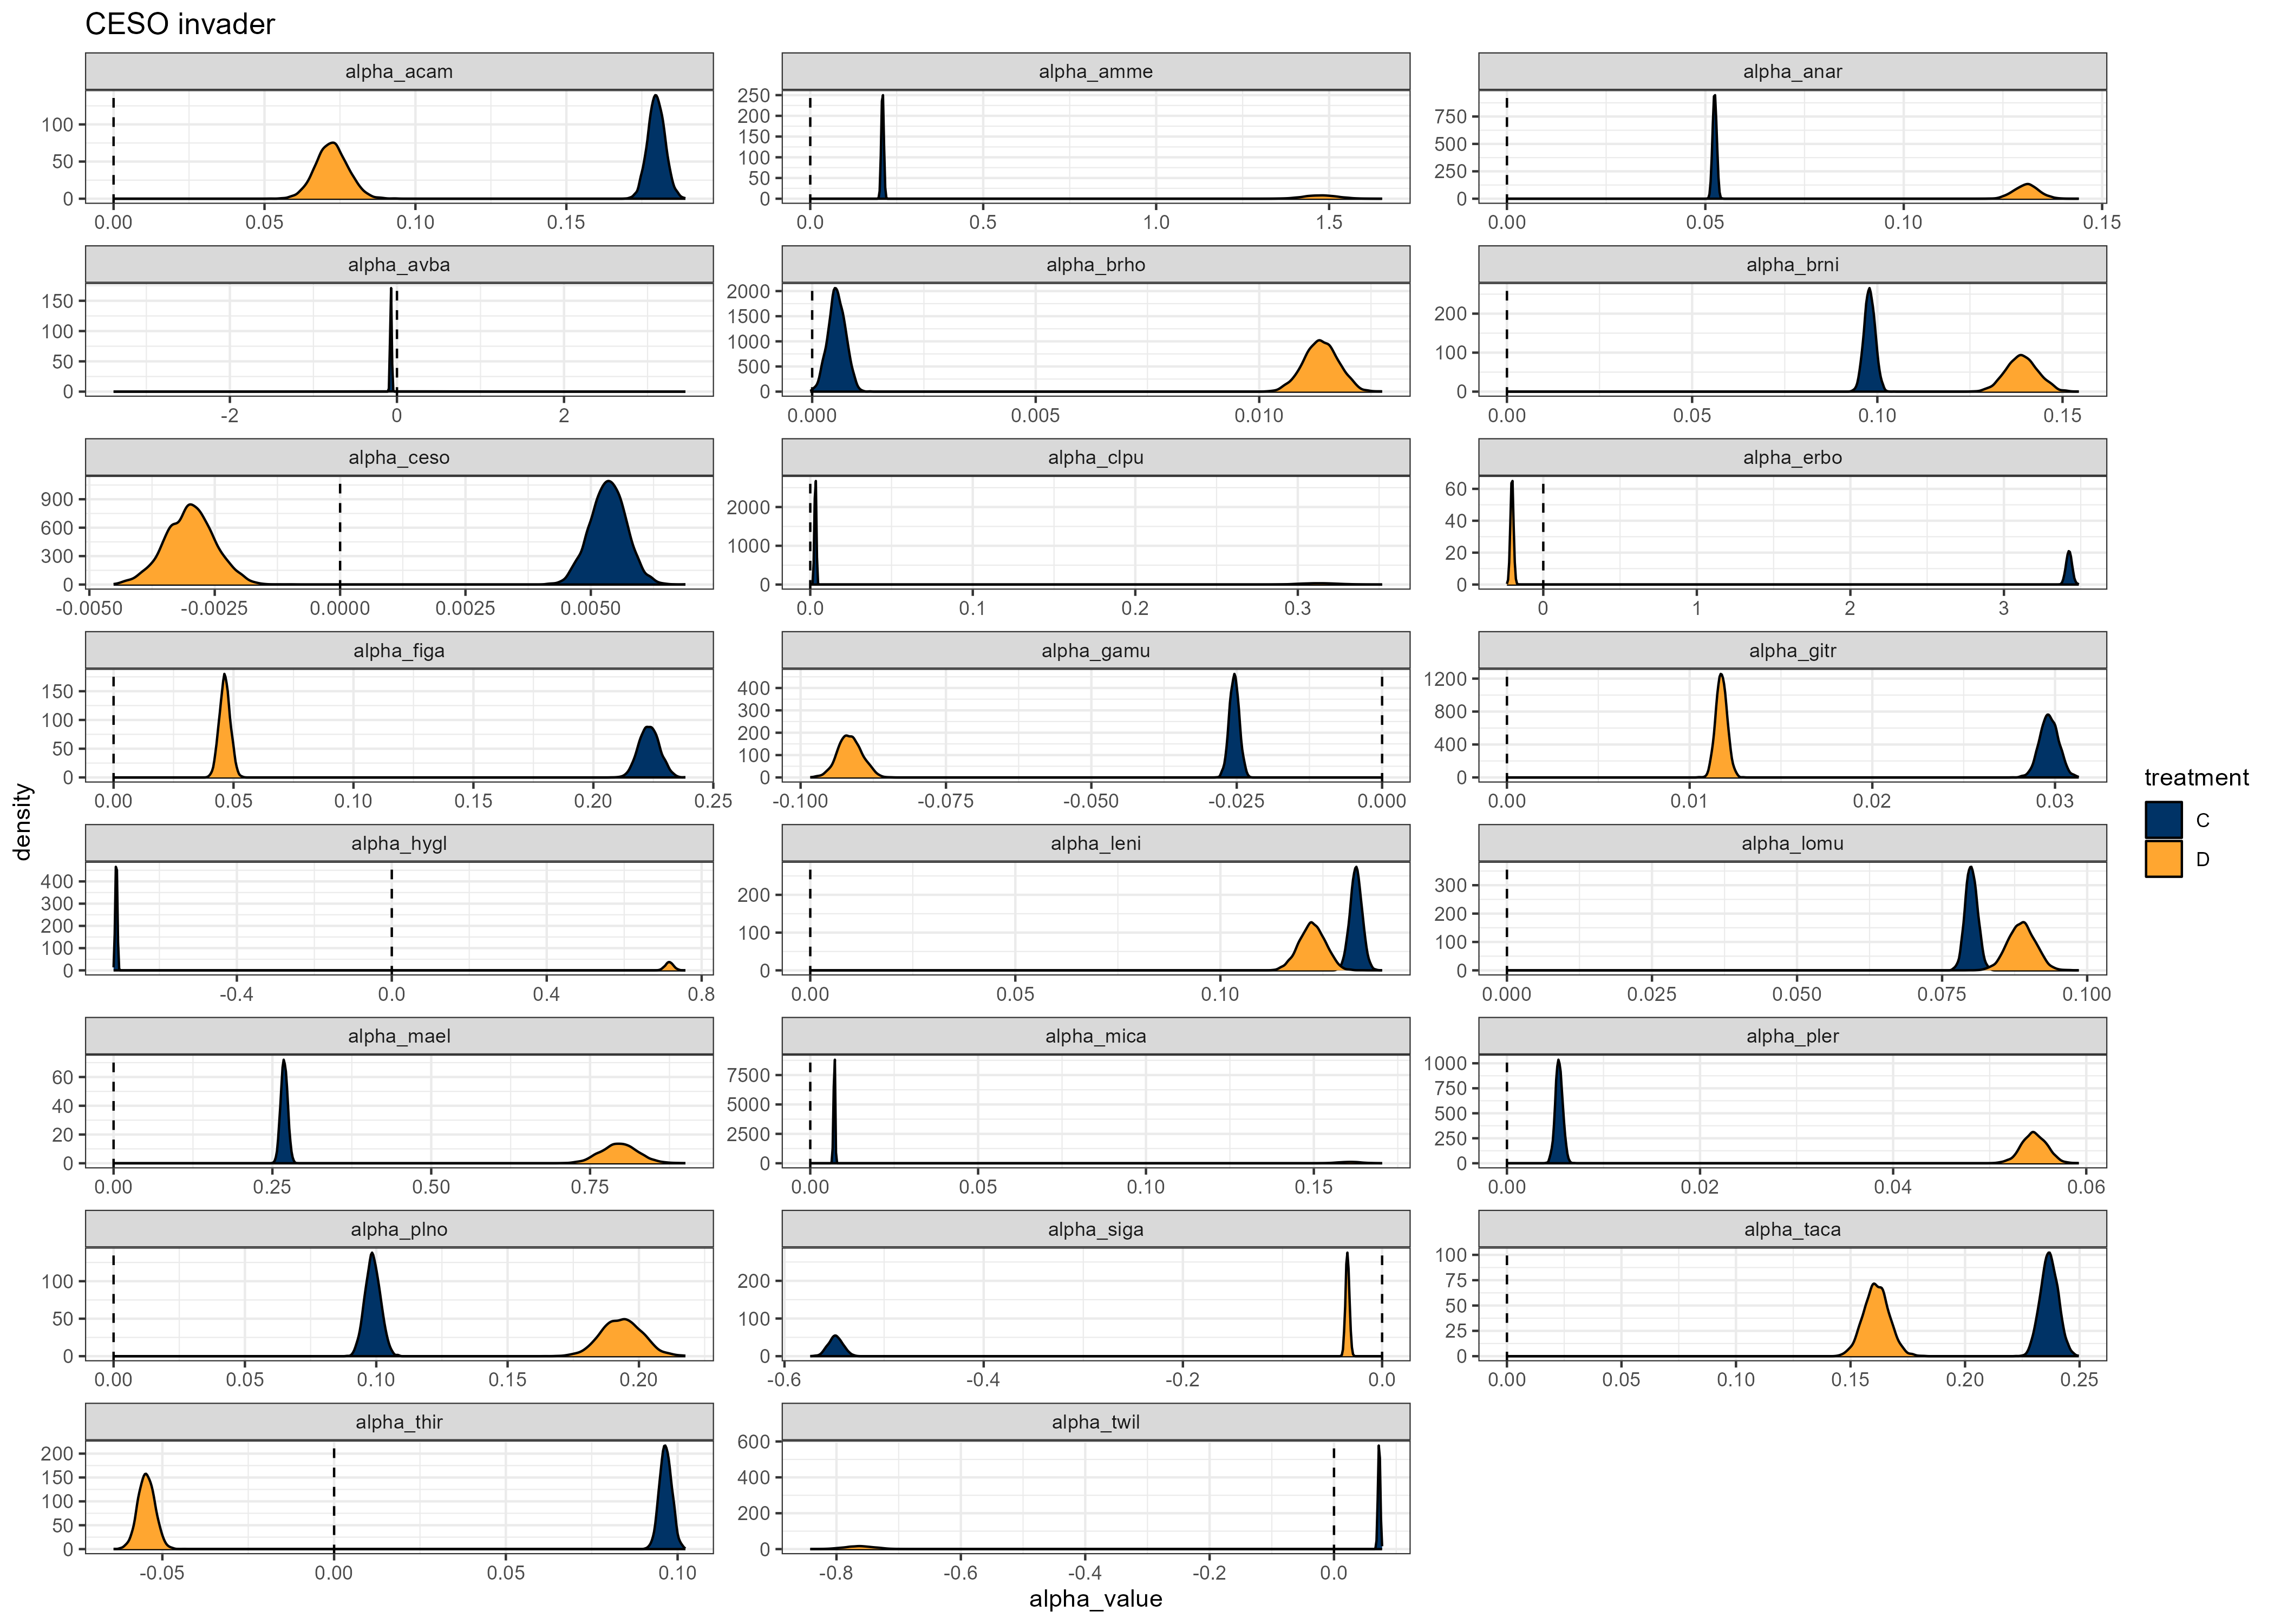 CESO invader
alpha_acam alpha_amme alpha_anar
100
50
0
0.00 0.05 0.10 0.15
250
200
150
100
50
0
0.0 0.5 1.0 1.5
750
500
250
0
0.00 0.05 0.10 0.15
alpha_avba alpha_brho alpha_brni
150
100
50
0
-2 0 2
2000
1500
1000
500
0
0.000 0.005 0.010
200
100
0
0.00 0.05 0.10 0.15
alpha_ceso alpha_clpu alpha_erbo
900
600
300
0
-0.0050 -0.0025 0.0000 0.0025 0.0050
2000
1000
0
0.0 0.1 0.2 0.3
60
40
20
0
0 1 2 3
alpha_figa alpha_gamu alpha_gitr
150
100
50
0
0.00 0.05 0.10 0.15 0.20 0.25
400
300
200
100
0
-0.100 -0.075 -0.050 -0.025 0.000
1200
800
400
0
0.00 0.01 0.02 0.03
alpha_hygl alpha_leni alpha_lomu
400
300
200
100
0
-0.4 0.0 0.4 0.8
200
100
0
0.00 0.05 0.10
300
200
100
0
0.000 0.025 0.050 0.075 0.100
alpha_mael alpha_mica alpha_pler
60
40
20
0
0.00 0.25 0.50 0.75
7500
5000
2500
0
0.00 0.05 0.10 0.15
1000
750
500
250
0
0.00 0.02 0.04 0.06
alpha_plno alpha_siga alpha_taca
100
50
0
0.00 0.05 0.10 0.15 0.20
200
100
0
-0.6 -0.4 -0.2 0.0
100
75
50
25
0
0.00 0.05 0.10 0.15 0.20 0.25
alpha_thir alpha_twil
200
150
100
50
0
-0.05 0.00 0.05 0.10
600
400
200
0
-0.8 -0.6 -0.4 -0.2 0.0
alpha_value
density
treatment
C
D